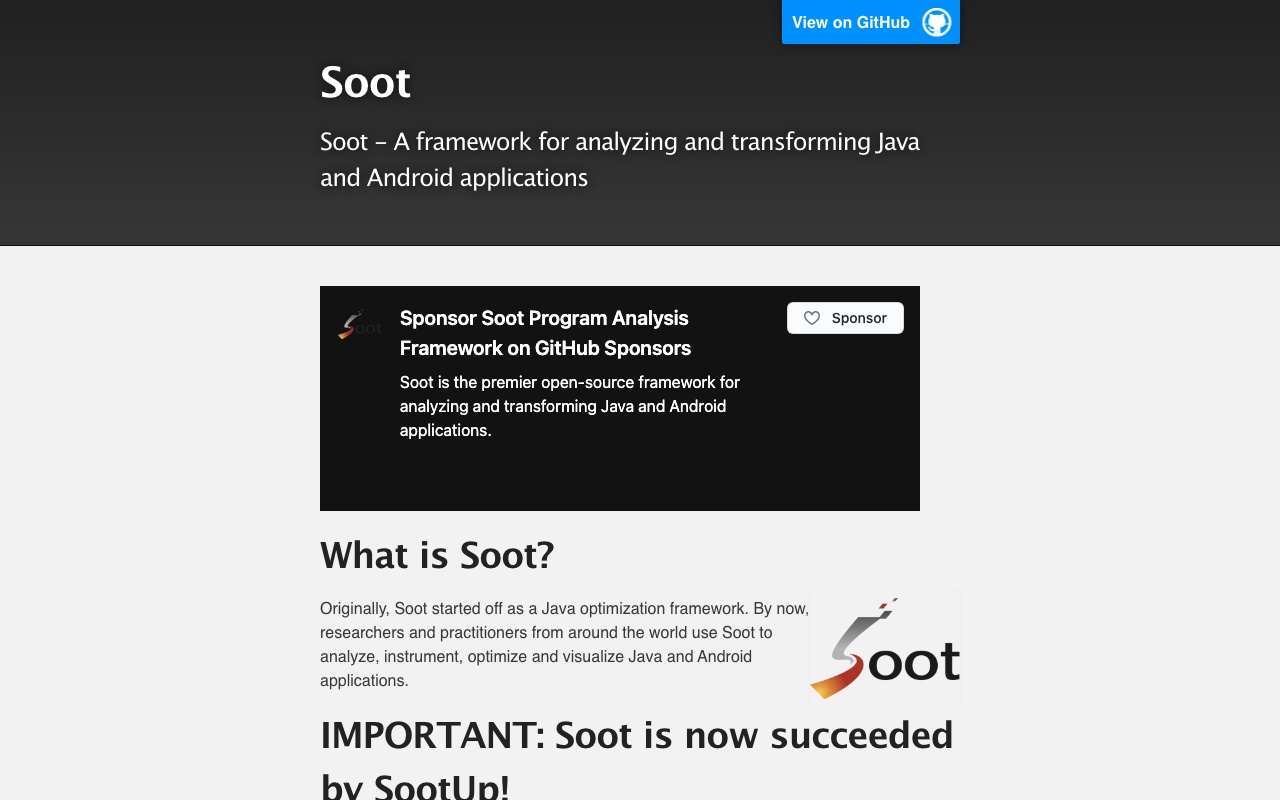 View on GitHub
Soot
Soot – A framework for analyzing and transforming Java
and Android applications
Soot
Sponsor Soot Program Analysis
Framework on GitHub Sponsors
Sponsor
Soot is the premier open-source framework for
analyzing and transforming Java and Android
applications.
What is Soot?
Originally, Soot started off as a Java optimization framework. By now,
researchers and practitioners from around the world use Soot to
analyze, instrument, optimize and visualize Java and Android
applications.
Soot
IMPORTANT: Soot is now succeeded
by SootUp!